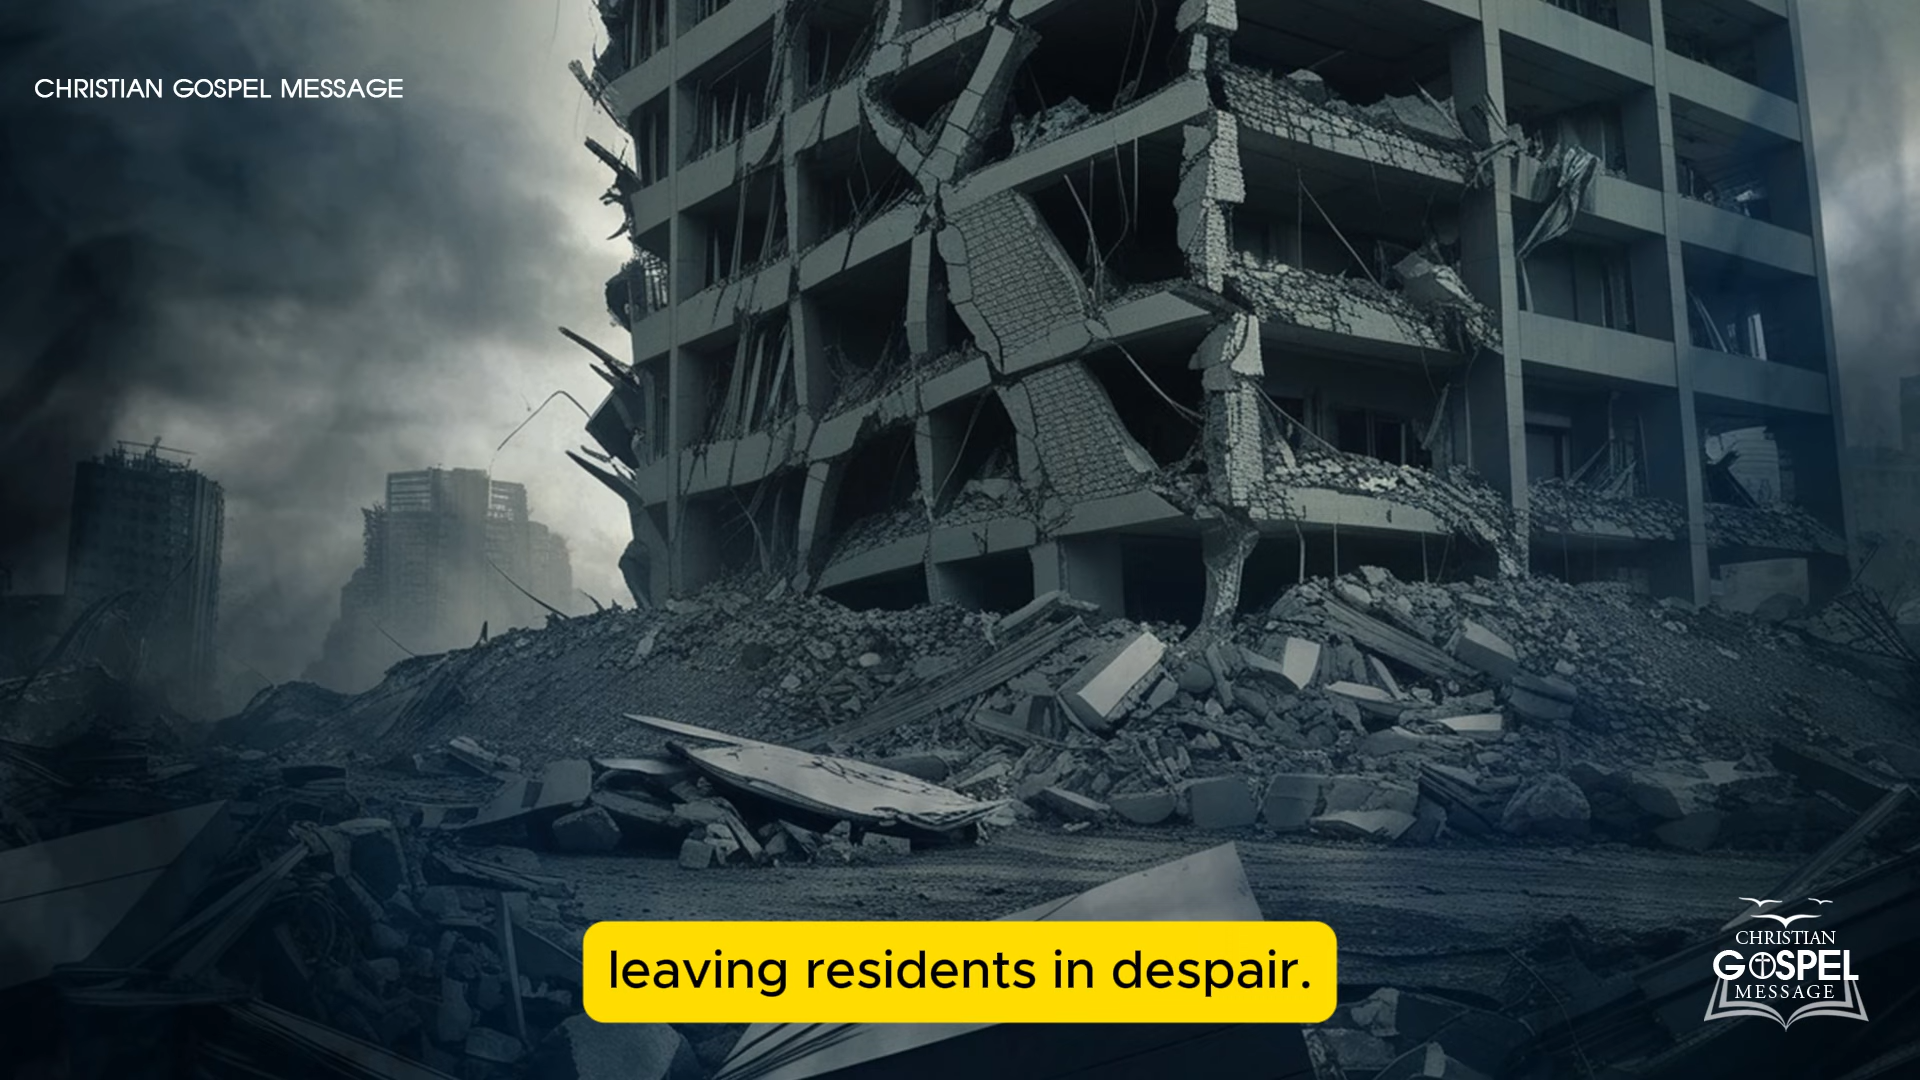 CHRISTIAN GOSPEL MESSAGE
leaving residents in despair.
CHRISTIAN
GOSPEL
MESSAGE